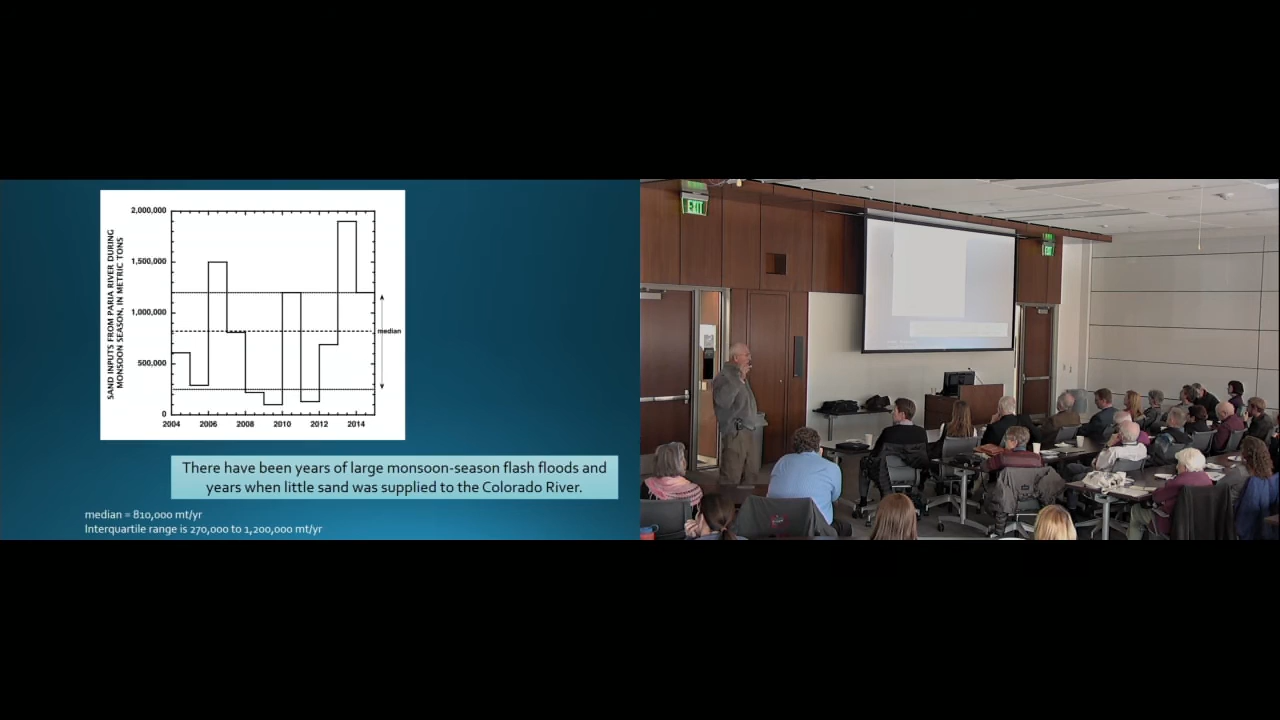 SAND INPUTS FROM PARIA RIVER DURING
MONSOON SEASON, IN METRIC TONS
2,000,000
1,500,000
1,000,000
500,000
0
2004 2006 2008 2010 2012 2014
median
There have been years of large monsoon-season flash floods and
years when little sand was supplied to the Colorado River.
median = 810,000 mt/yr
Interquartile range is 270,000 to 1,200,000 mt/yr
EXIT
EXIT